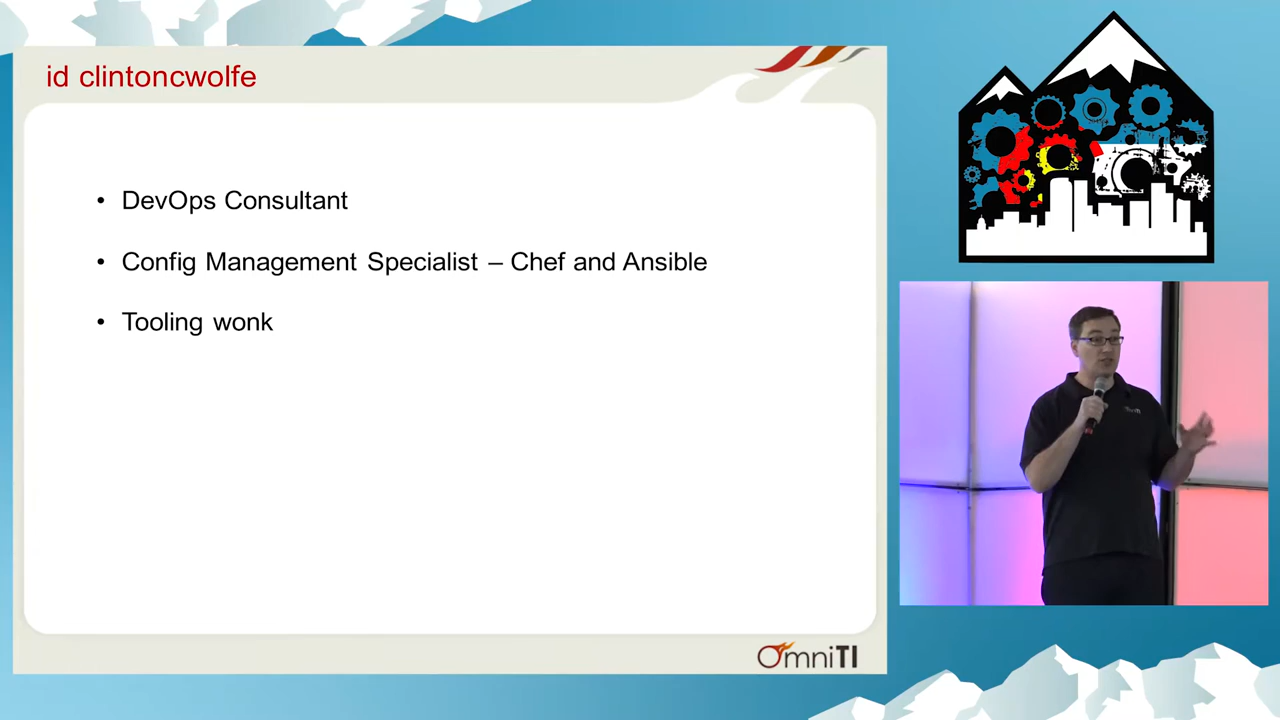 id clintoncwolfe
• DevOps Consultant
• Config Management Specialist – Chef and Ansible
• Tooling wonk
OmniTI